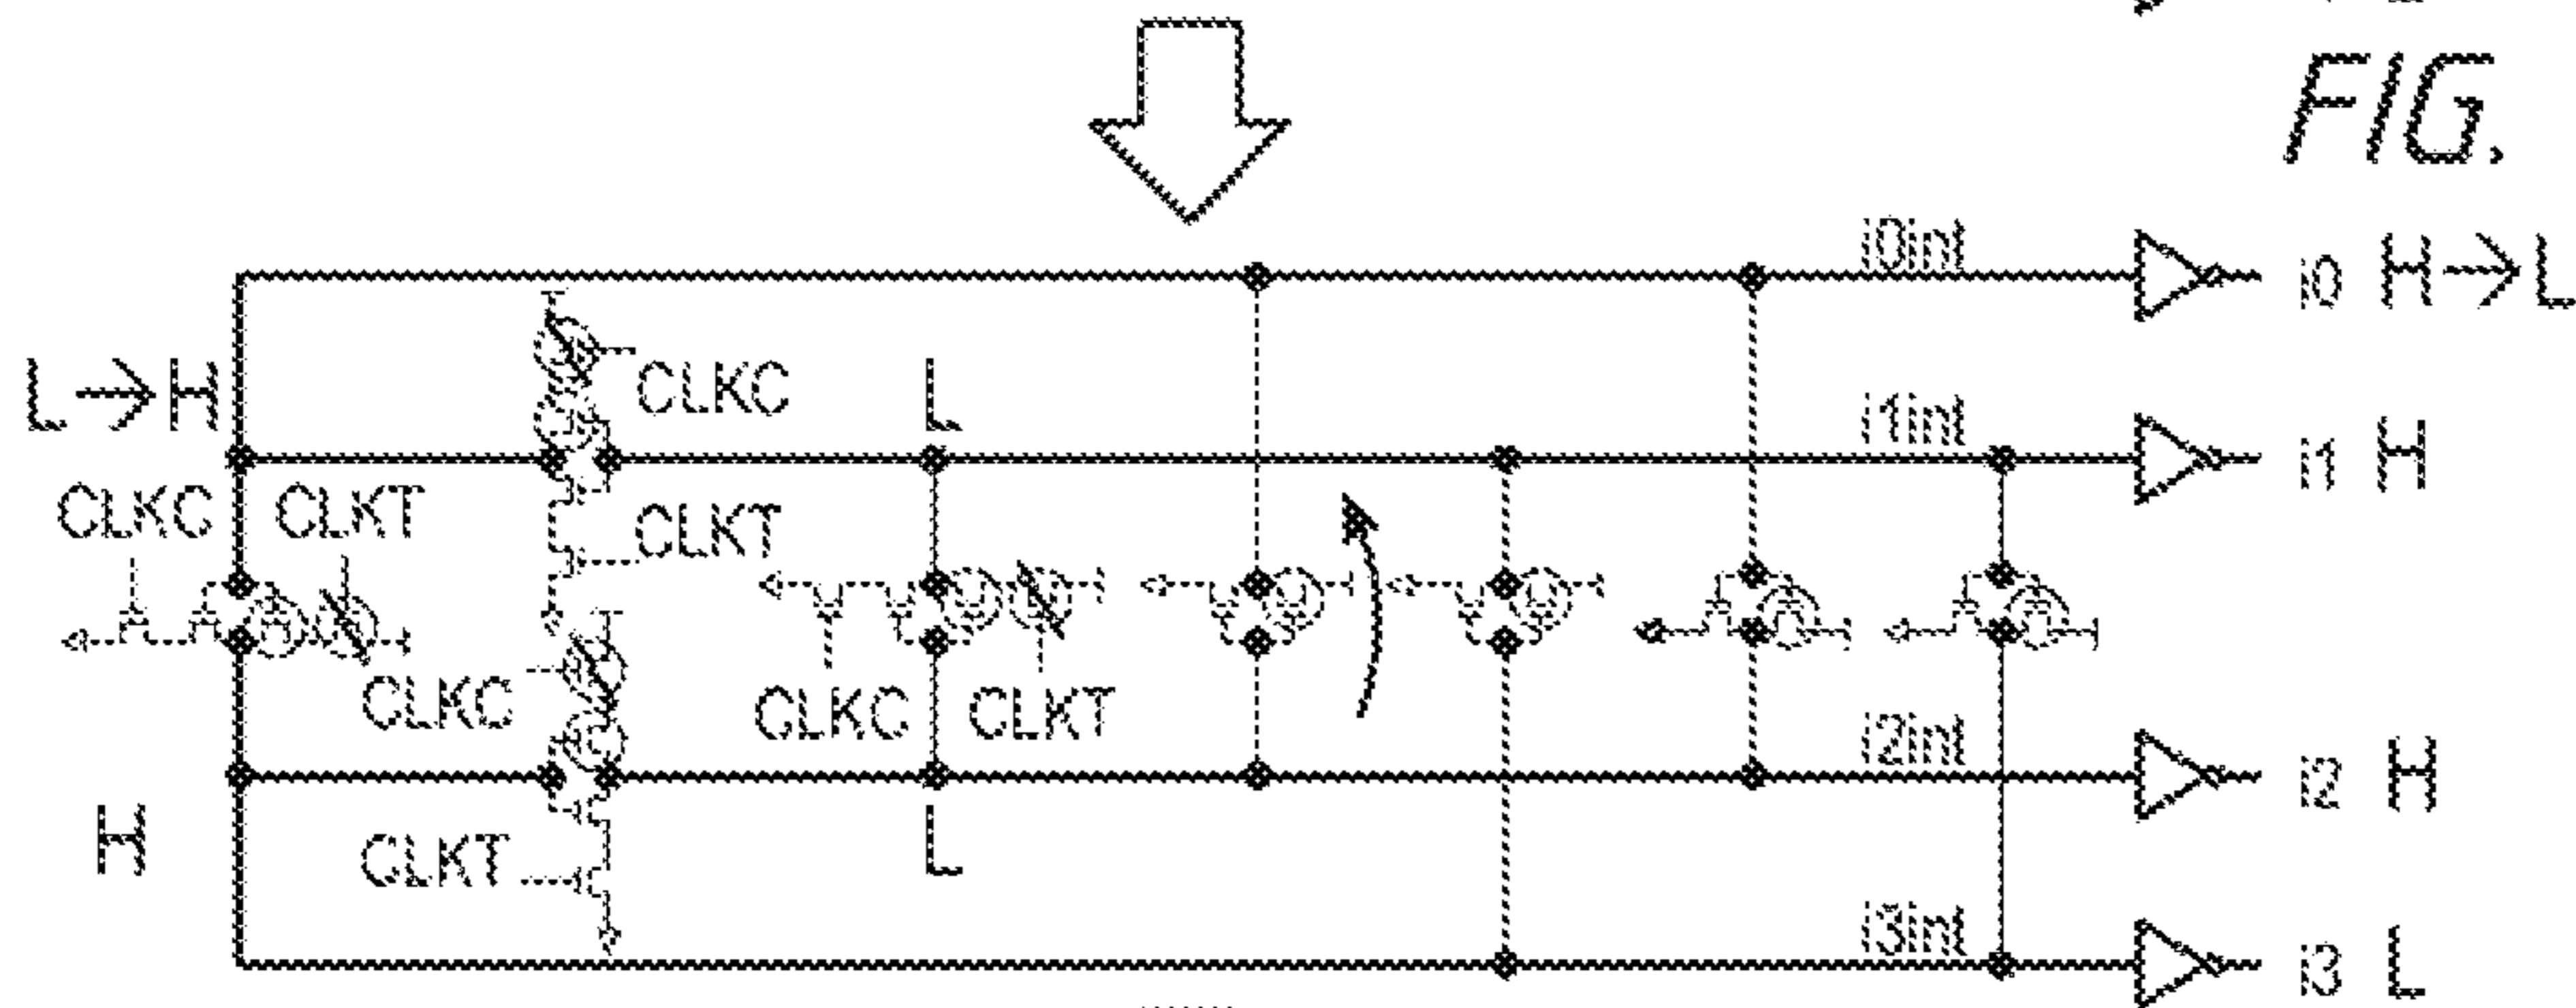 FIG.
i0int
i0 H→L
L→H
CLKC
L
i1int
i1 H
CLKC CLKT
CLKT
CLKC
CLKC CLKT
i2int
i2 H
H
CLKT
L
i3int
i3 L